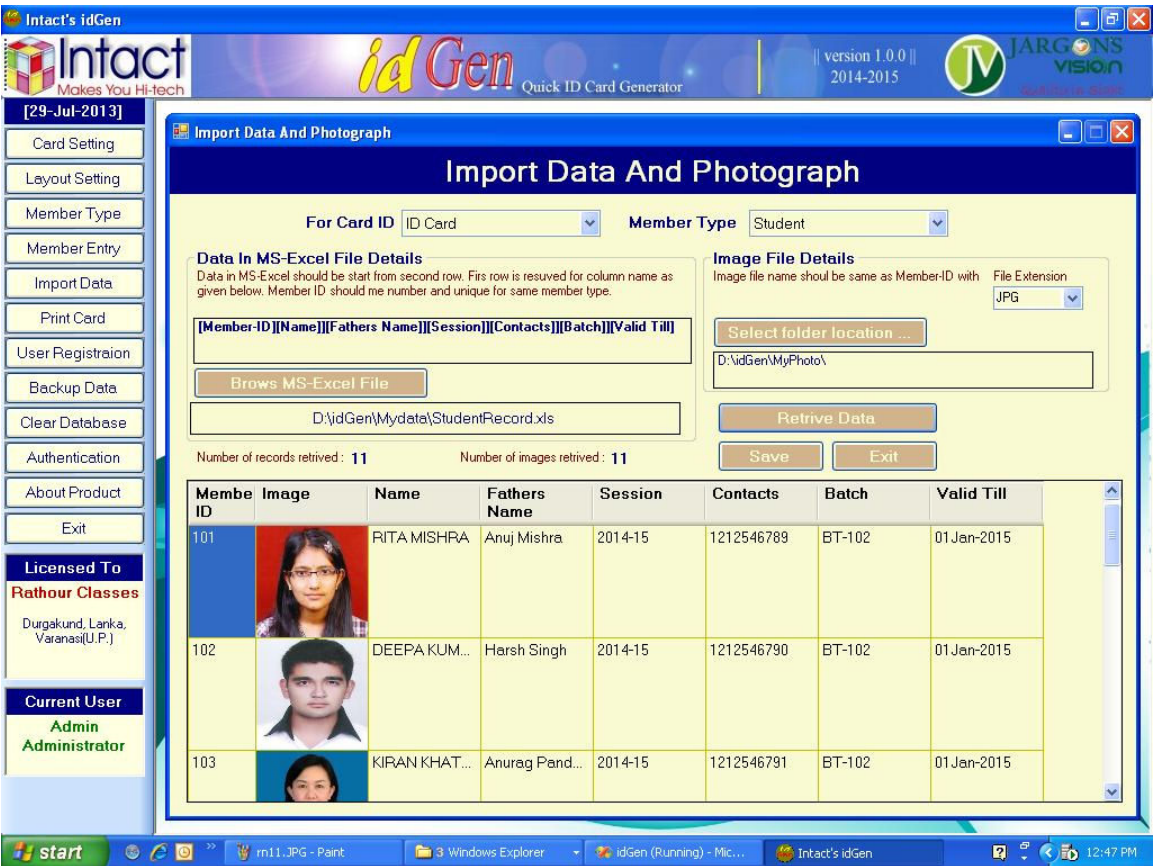 Intact's idGen
Intact
Makes You Hi-tech
id Gen Quick ID Card Generator
|| version 1.0.0 ||
2014-2015
JV
JARGONS
VISION
[29-Jul-2013]
Card Setting
Layout Setting
Member Type
Member Entry
Import Data
Print Card
User Registraion
Backup Data
Clear Database
Authentication
About Product
Exit
Licensed To
Rathour Classes
Durgakund, Lanka,
Varanasi(U.P.)
Current User
Admin
Administrator
Import Data And Photograph
Import Data And Photograph
For Card ID ID Card Member Type Student
Data In MS-Excel File Details
Data in MS-Excel should be start from second row. Firs row is resuved for column name as
given below. Member ID should me number and unique for same member type.
[Member-ID][Name]][Fathers Name]][Session]][Contacts]][Batch]][Valid Till]
Brows MS-Excel File
D:\idGen\Mydata\StudentRecord.xls
Image File Details
Image file name shoul be same as Member-ID with File Extension
JPG
Select folder location ...
D:\idGen\MyPhoto\
Retrive Data
Number of records retrived : 11 Number of images retrived : 11
Save Exit
Membe ID Image Name Fathers Name Session Contacts Batch Valid Till
101 RITA MISHRA Anuj Mishra 2014-15 1212546789 BT-102 01Jan-2015
102 DEEPA KUM... Harsh Singh 2014-15 1212546790 BT-102 01Jan-2015
103 KIRAN KHAT... Anurag Pand... 2014-15 1212546791 BT-102 01Jan-2015
start rn11.JPG - Paint 3 Windows Explorer idGen (Running) - Mic... Intact's idGen 12:47 PM